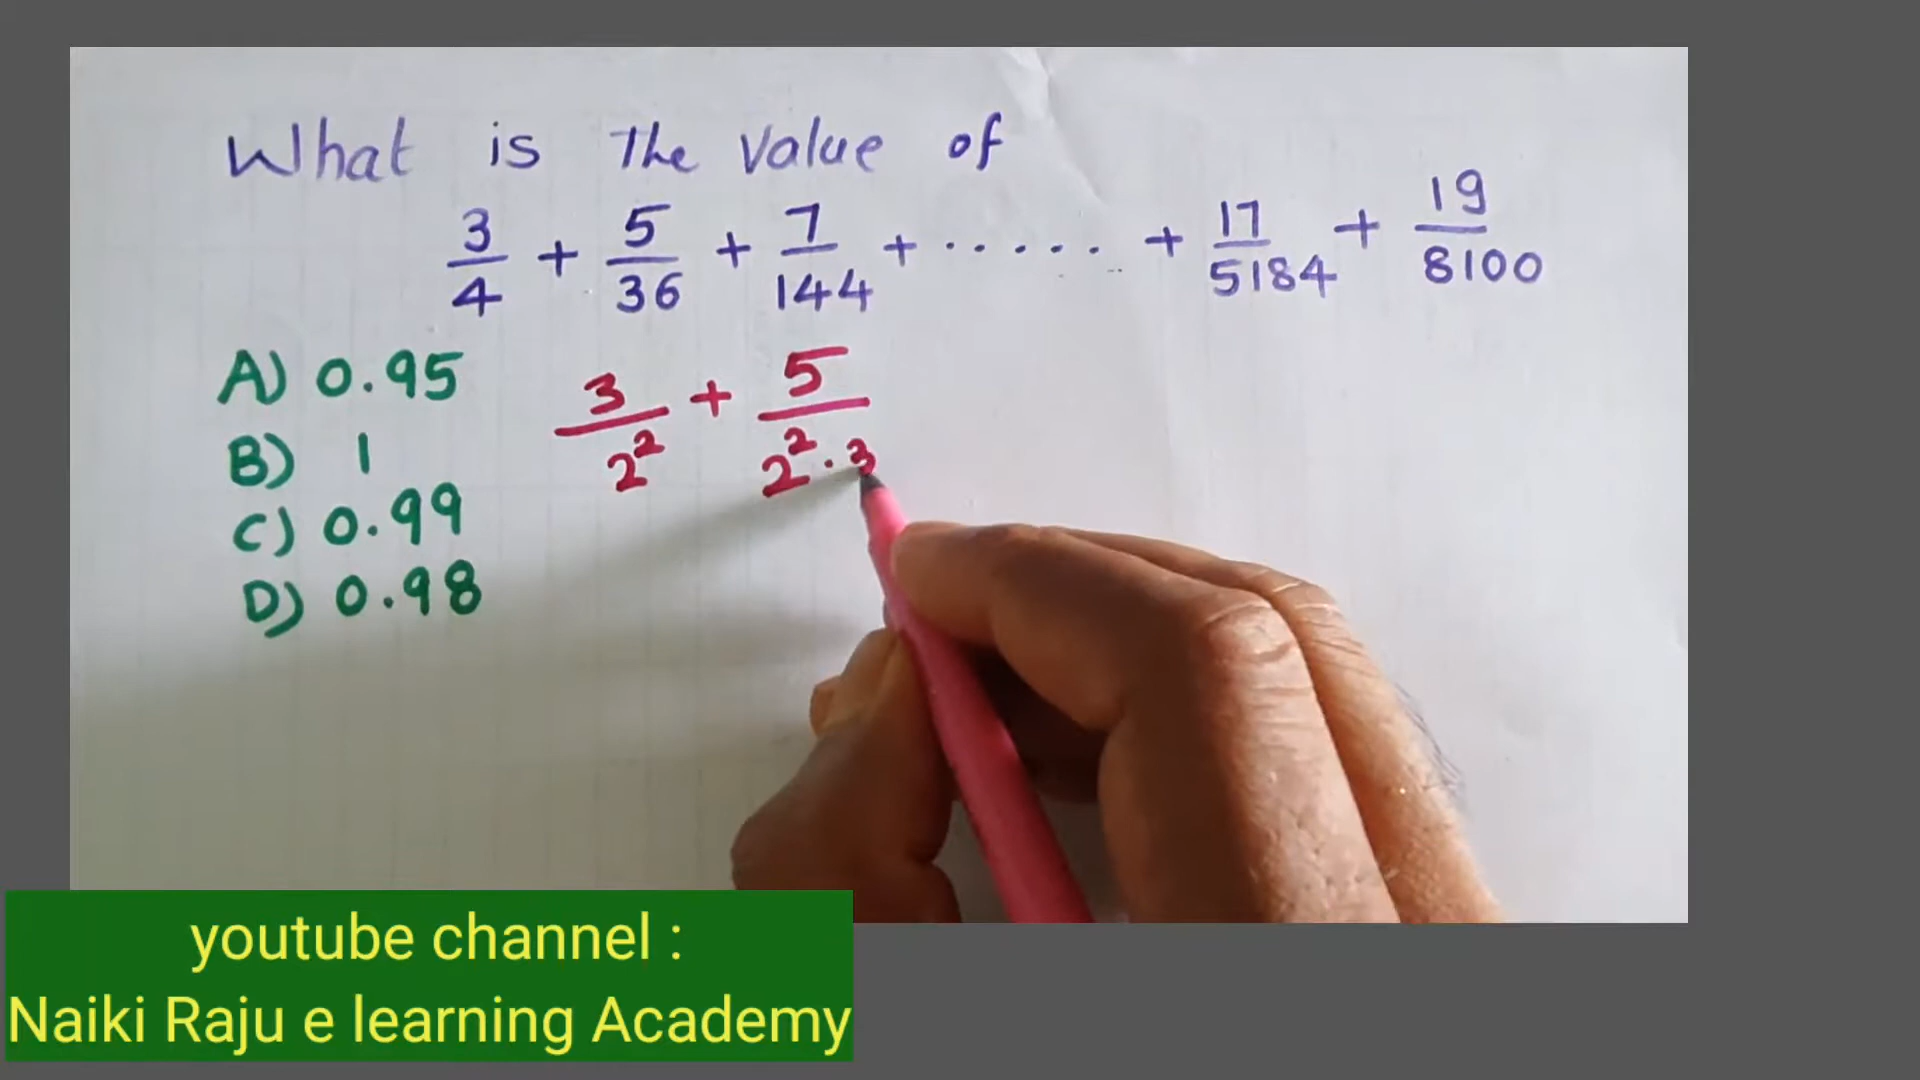 What is The Value of
3/4 + 5/36 + 7/144 + ..... + 17/5184 + 19/8100
A) 0.95
B) 1
C) 0.99
D) 0.98
3/2² + 5/2².3
youtube channel :
Naiki Raju e learning Academy